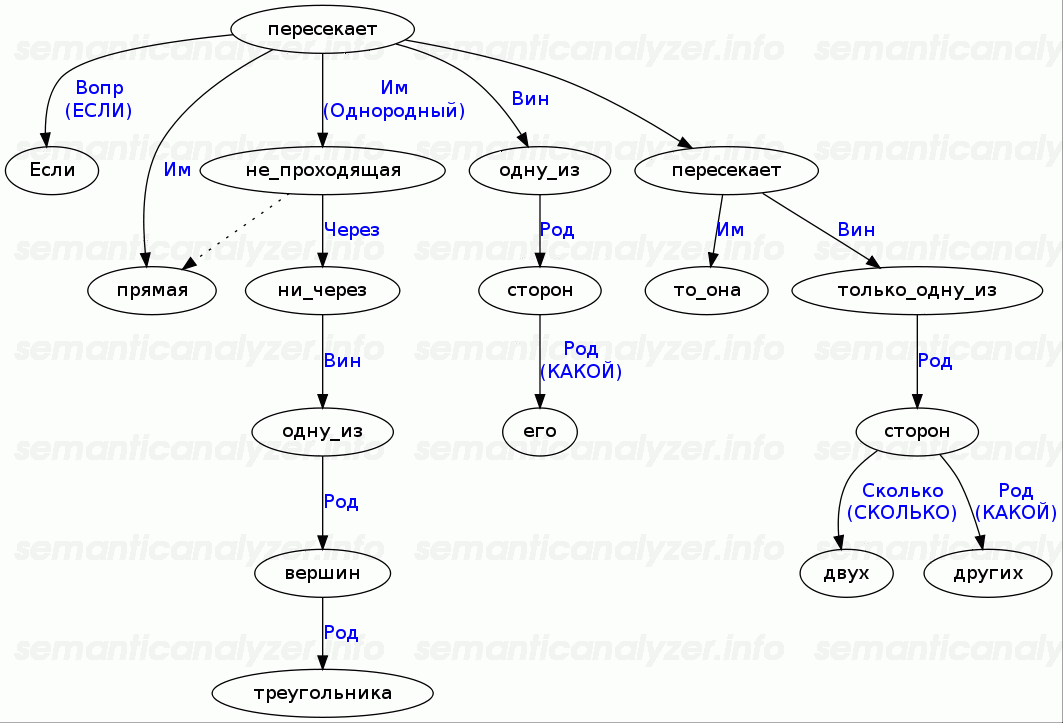 пересекает
Вопр
(ЕСЛИ)
Им
(Однородный)
Вин
Если
Им
не_проходящая
одну_из
пересекает
Через
Род
Им
Вин
прямая
ни_через
сторон
то_она
только_одну_из
Вин
Род
(КАКОЙ)
Род
одну_из
его
сторон
Род
Сколько
(СКОЛЬКО)
Род
(КАКОЙ)
вершин
двух
других
Род
треугольника
semanticanalyzer.info